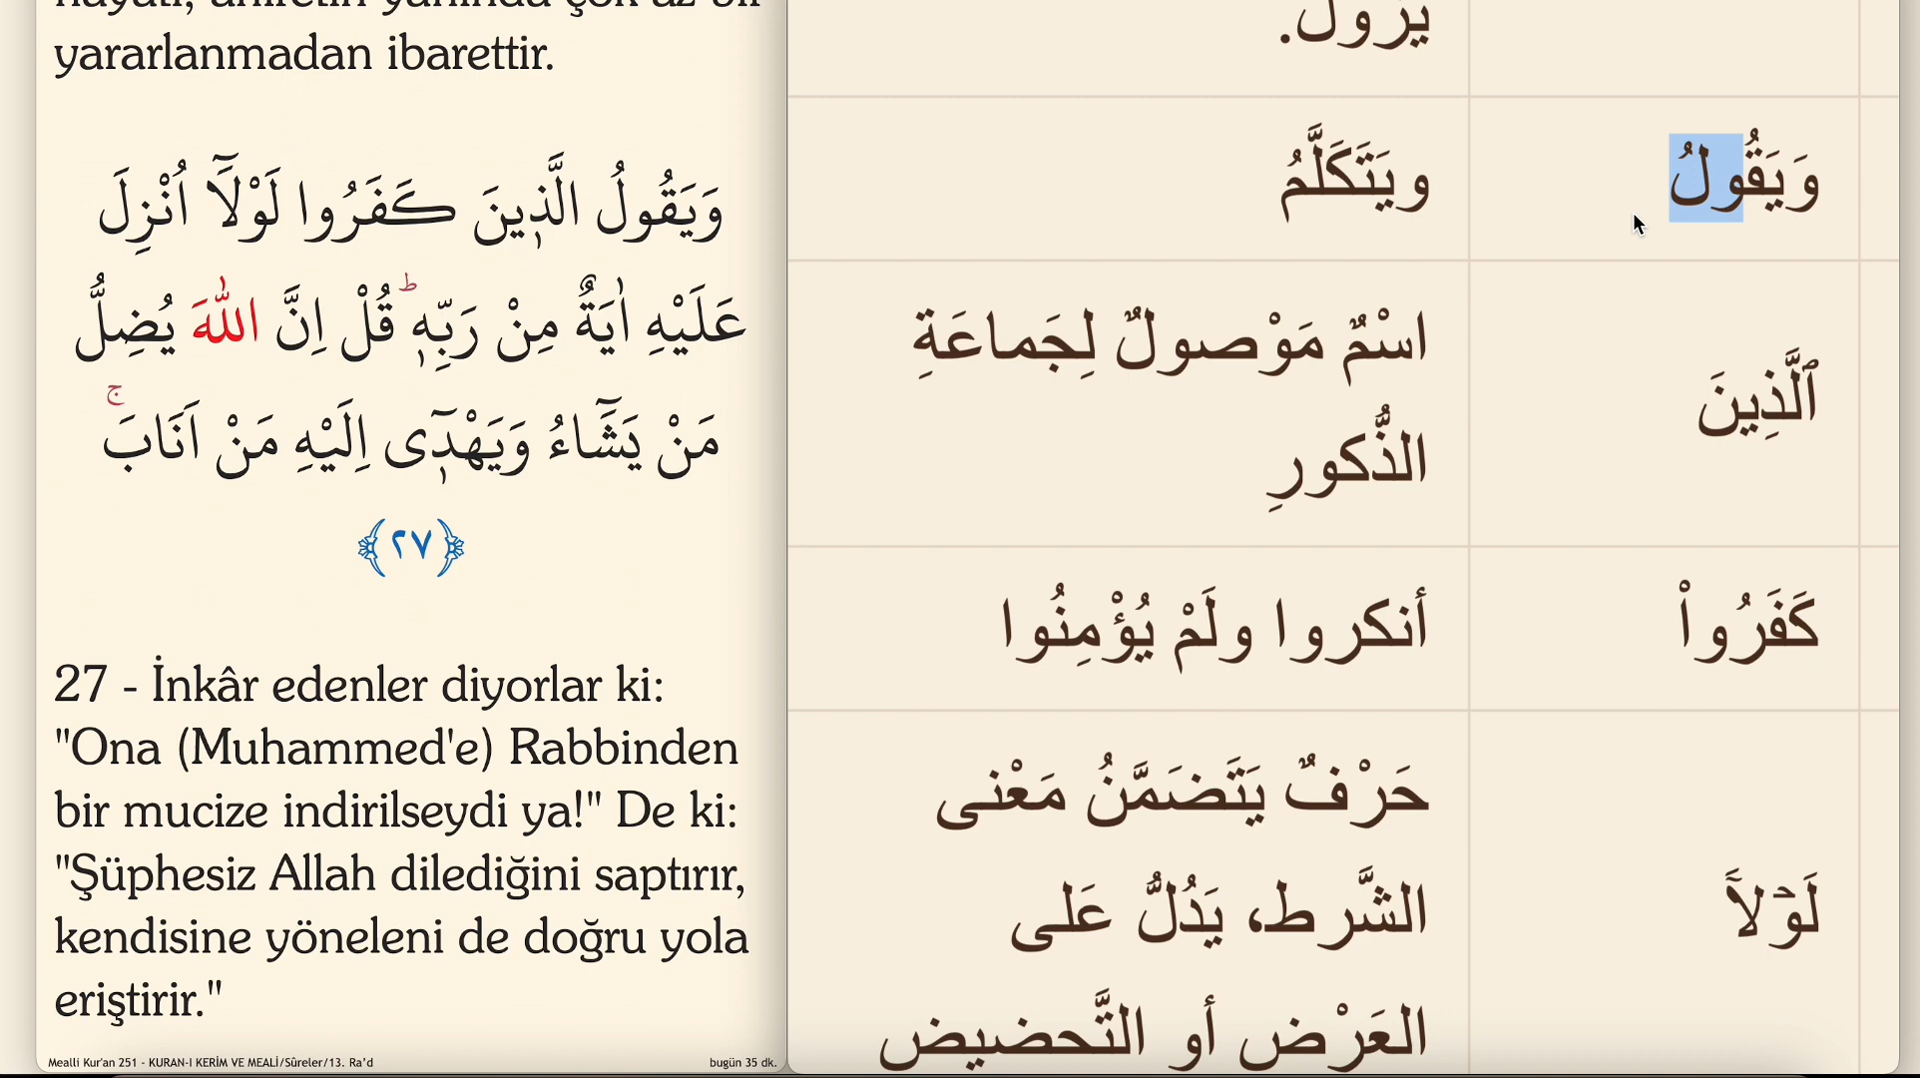 yararlanmadan ibarettir.
وَيَقُولُ الَّذ۪ينَ كَفَرُوا لَوْلَٓا اُنْزِلَ
عَلَيْهِ اٰيَةٌ مِنْ رَبِّه۪ۜ قُلْ اِنَّ اللّٰهَ يُضِلُّ
مَنْ يَشَٓاءُ وَيَهْد۪ٓي اِلَيْهِ مَنْ اَنَابَۚ
﴿٢٧﴾
27 - İnkâr edenler diyorlar ki:
"Ona (Muhammed'e) Rabbinden
bir mucize indirilseydi ya!" De ki:
"Şüphesiz Allah dilediğini saptırır,
kendisine yöneleni de doğru yola
eriştirir."
Mealli Kur'an 251 - KURAN-I KERİM VE MEALİ/Sûreler/13. Ra'd
bugün 35 dk.
يزول.
وَيَقُولُ
ويَتَكَلَّمُ
ٱلَّذِينَ
اسْمٌ مَوْصولٌ لِجَماعَةِ
الذُّكورِ
كَفَرُواْ
أنكروا ولَمْ يُؤْمِنُوا
لَوۡلَآ
حَرْفٌ يَتَضَمَّنُ مَعْنى
الشَّرط، يَدُلُّ عَلى
العَرْضِ أو التَّحضيض